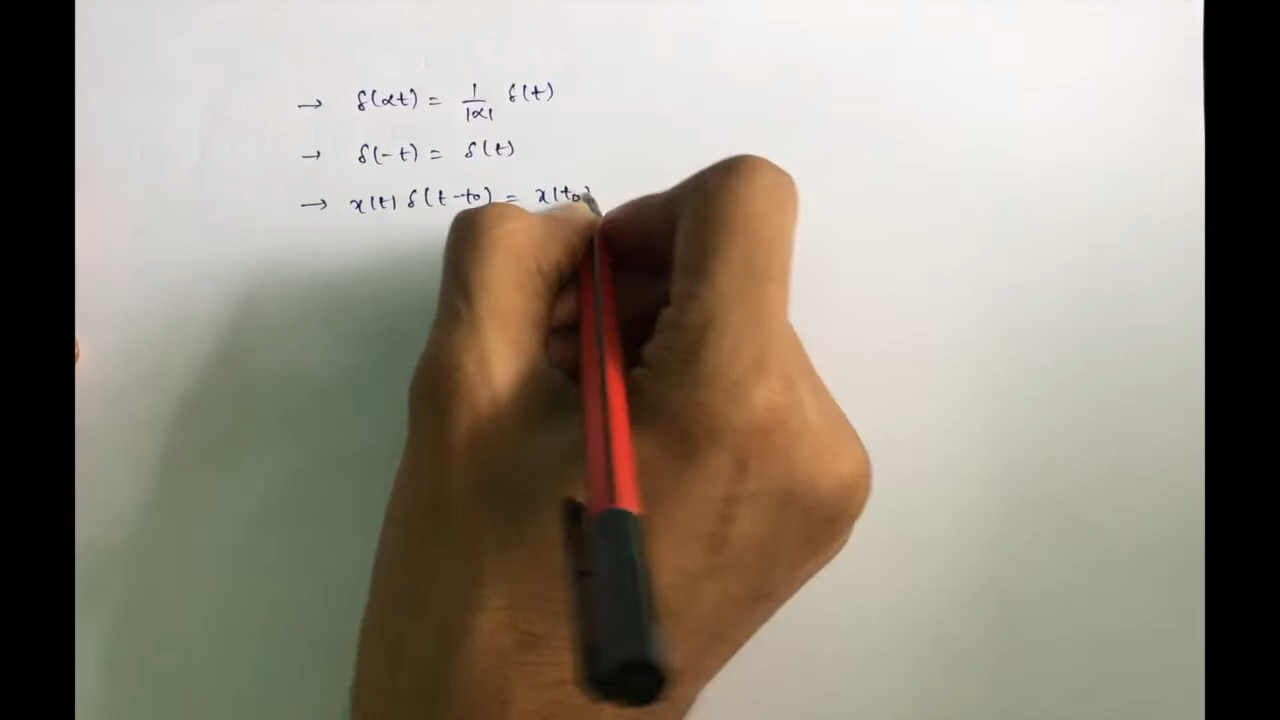 → δ(αt) = 1/|α| δ(t)
→ δ(-t) = δ(t)
→ x(t) δ(t-t₀) = x(t₀)